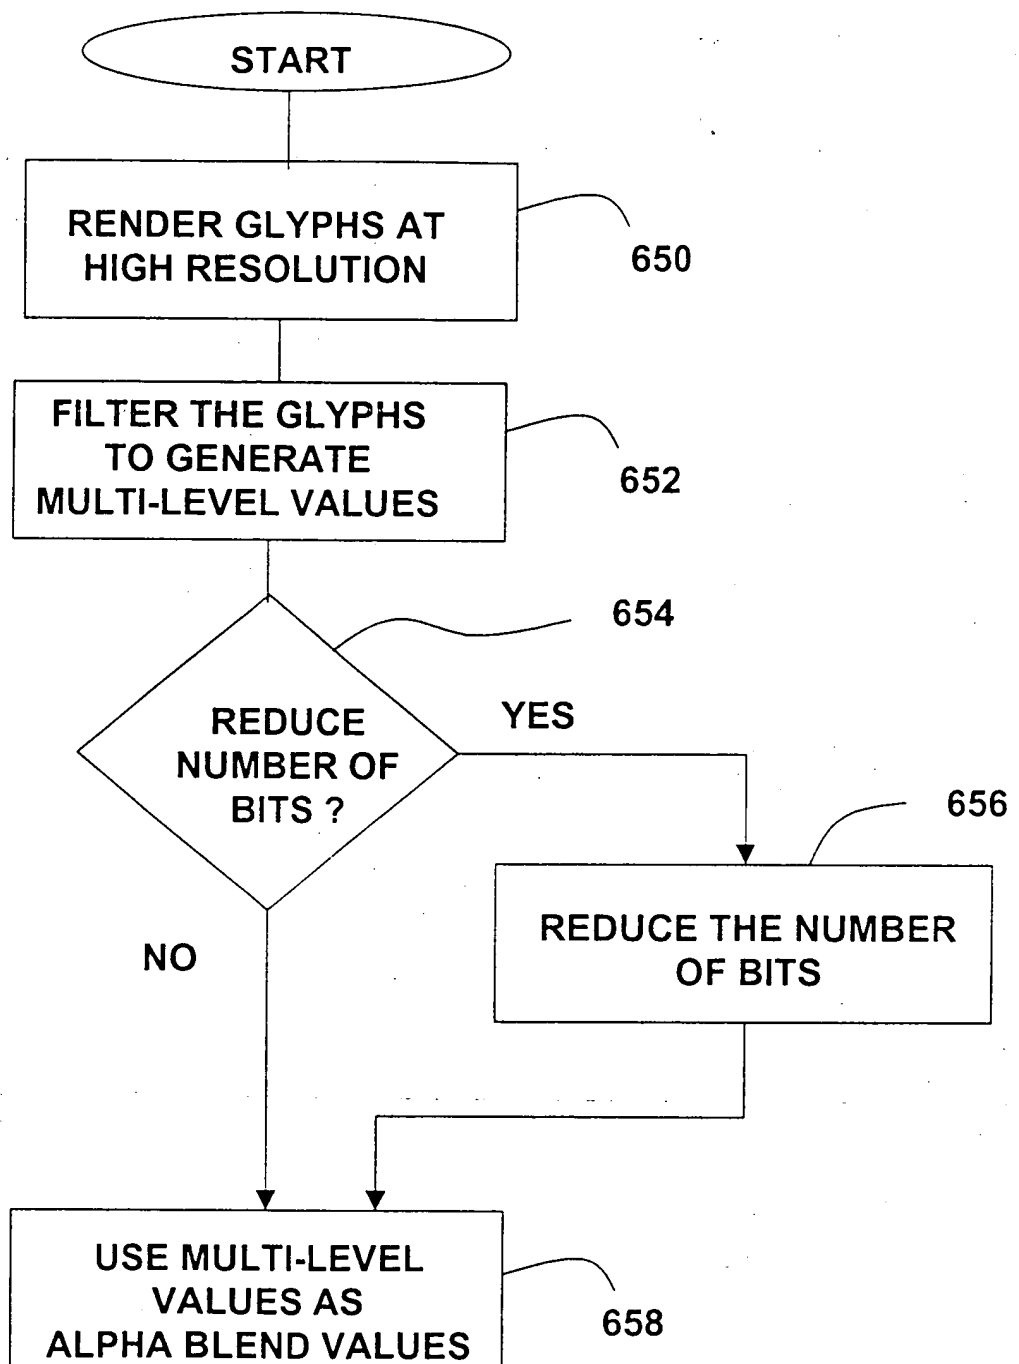 START
RENDER GLYPHS AT
HIGH RESOLUTION
650
FILTER THE GLYPHS
TO GENERATE
MULTI-LEVEL VALUES
652
654
REDUCE
NUMBER OF
BITS ?
YES
656
REDUCE THE NUMBER
OF BITS
NO
USE MULTI-LEVEL
VALUES AS
ALPHA BLEND VALUES
658